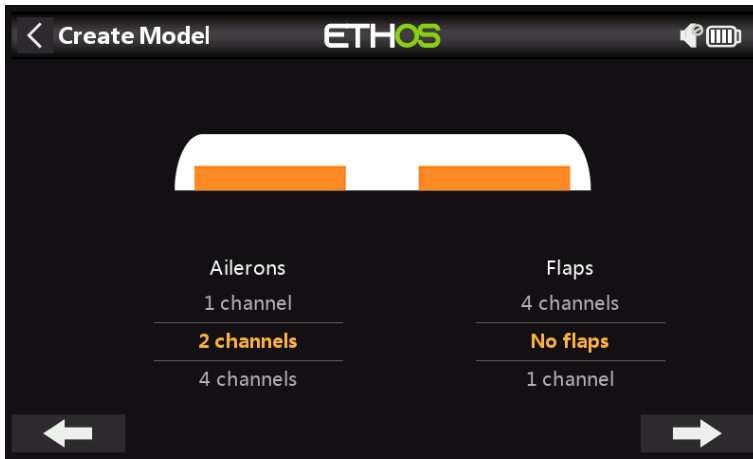 Create Model
ETHOS
Ailerons
Flaps
1 channel
4 channels
2 channels
No flaps
4 channels
1 channel